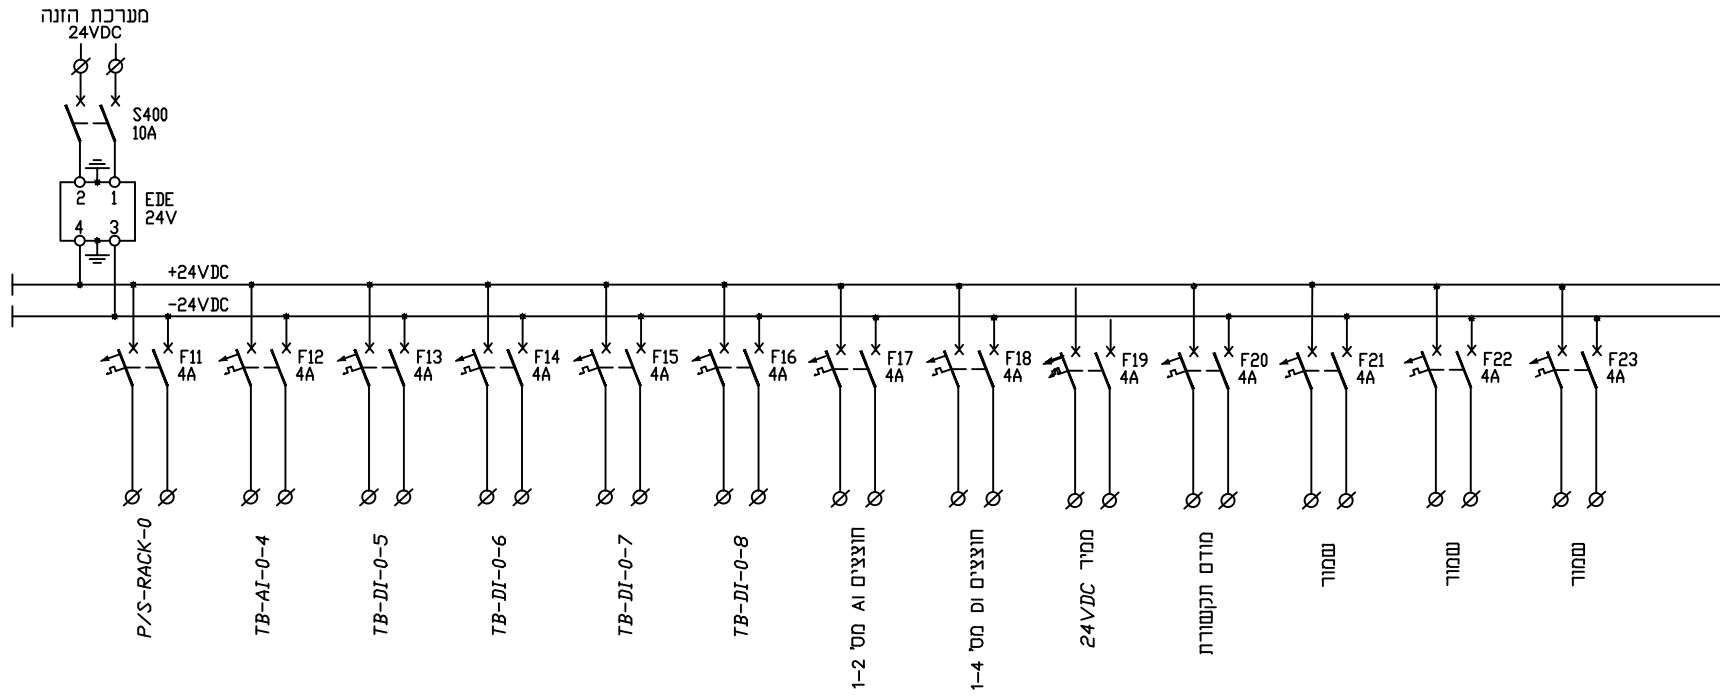 מערכת הזנה
24VDC
S400
10A
2
1
EDE
24V
4
3
+24VDC
-24VDC
F11
4A
F12
4A
F13
4A
F14
4A
F15
4A
F16
4A
F17
4A
F18
4A
F19
4A
F20
4A
F21
4A
F22
4A
F23
4A
P/S-RACK-0
TB-AI-0-4
TB-DI-0-5
TB-DI-0-6
TB-DI-0-7
TB-DI-0-8
חוצצים AI מס' 1-2
חוצצים DI מס' 1-4
ממיר 24VDC
מודם תקשורת
שמור
שמור
שמור